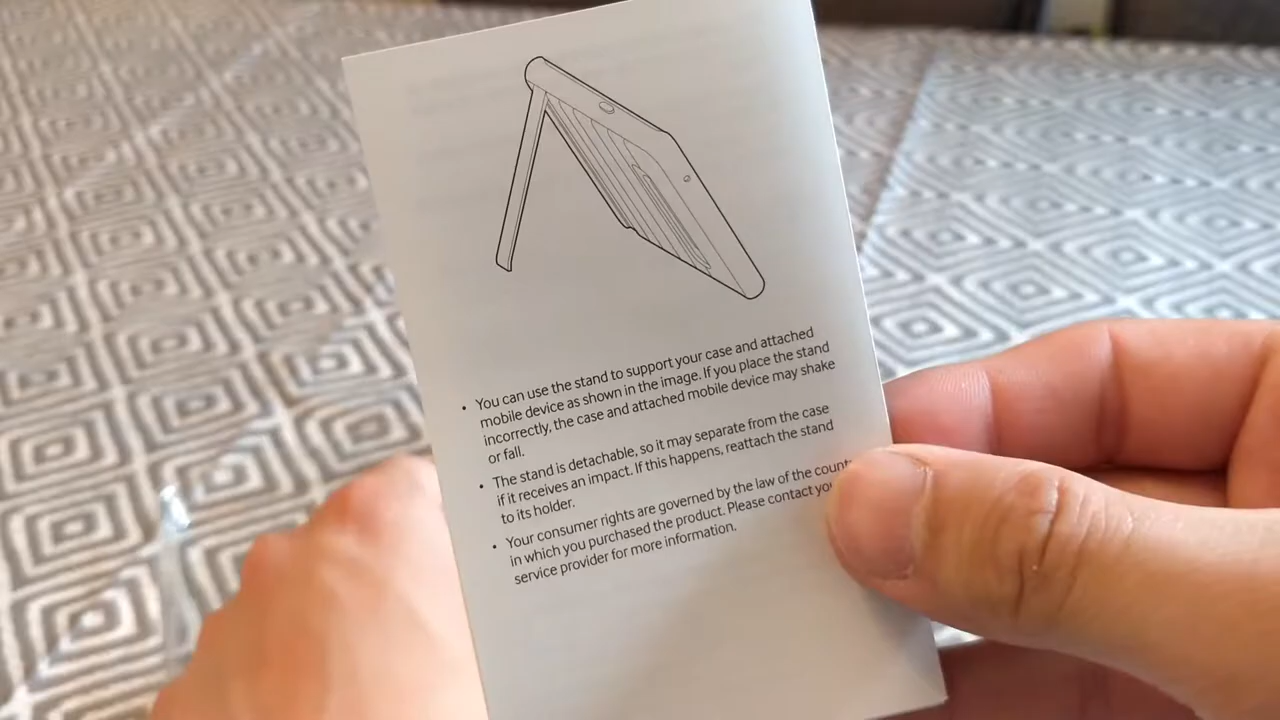 • You can use the stand to support your case and attached
mobile device as shown in the image. If you place the stand
incorrectly, the case and attached mobile device may shake
or fall.
• The stand is detachable, so it may separate from the case
if it receives an impact. If this happens, reattach the stand
to its holder.
• Your consumer rights are governed by the law of the
in which you purchased the product. Please contact
service provider for more information.